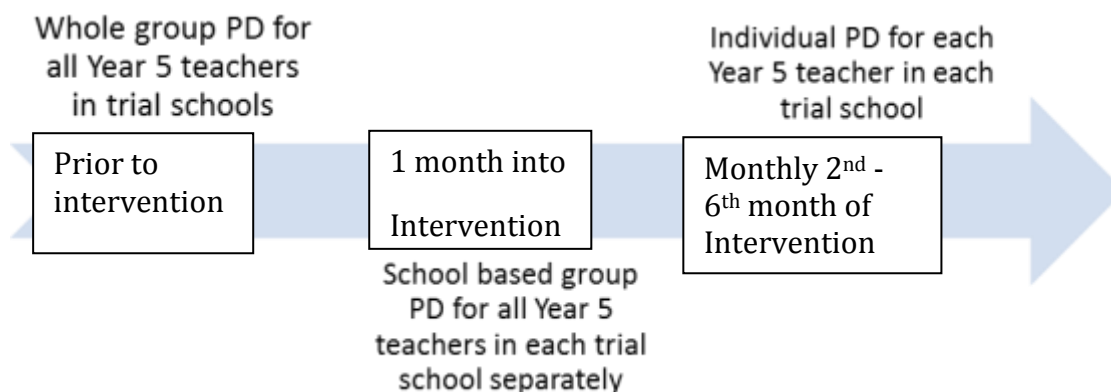 Whole group PD for
all Year 5 teachers
in trial schools
Prior to
intervention
1 month into
Intervention
School based group
PD for all Year 5
teachers in each trial
school separately
Individual PD for each
Year 5 teacher in each
trial school
Monthly 2nd -
6th month of
Intervention